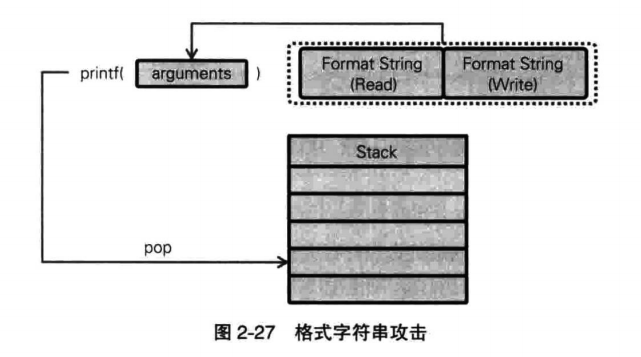 printf( arguments )
Format String
(Read)
Format String
(Write)
Stack
pop
图 2-27 格式字符串攻击